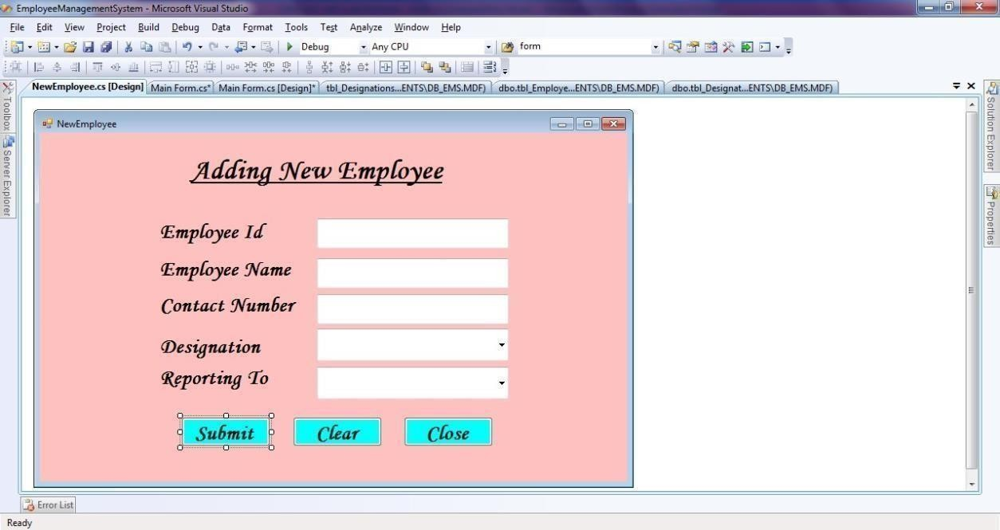 EmployeeManagementSystem - Microsoft Visual Studio
File Edit View Project Build Debug Data Format Tools Test Analyze Window Help
Debug Any CPU form
NewEmployee.cs [Design] Main Form.cs* Main Form.cs [Design]* tbl_Designations...ENTS\DB_EMS.MDF) dbo.tbl_Employe...ENTS\DB_EMS.MDF) dbo.tbl_Designat...ENTS\DB_EMS.MDF)
Toolbox
Server Explorer
NewEmployee
Adding New Employee
Employee Id
Employee Name
Contact Number
Designation
Reporting To
Submit Clear Close
Solution Explorer
Properties
Error List
Ready